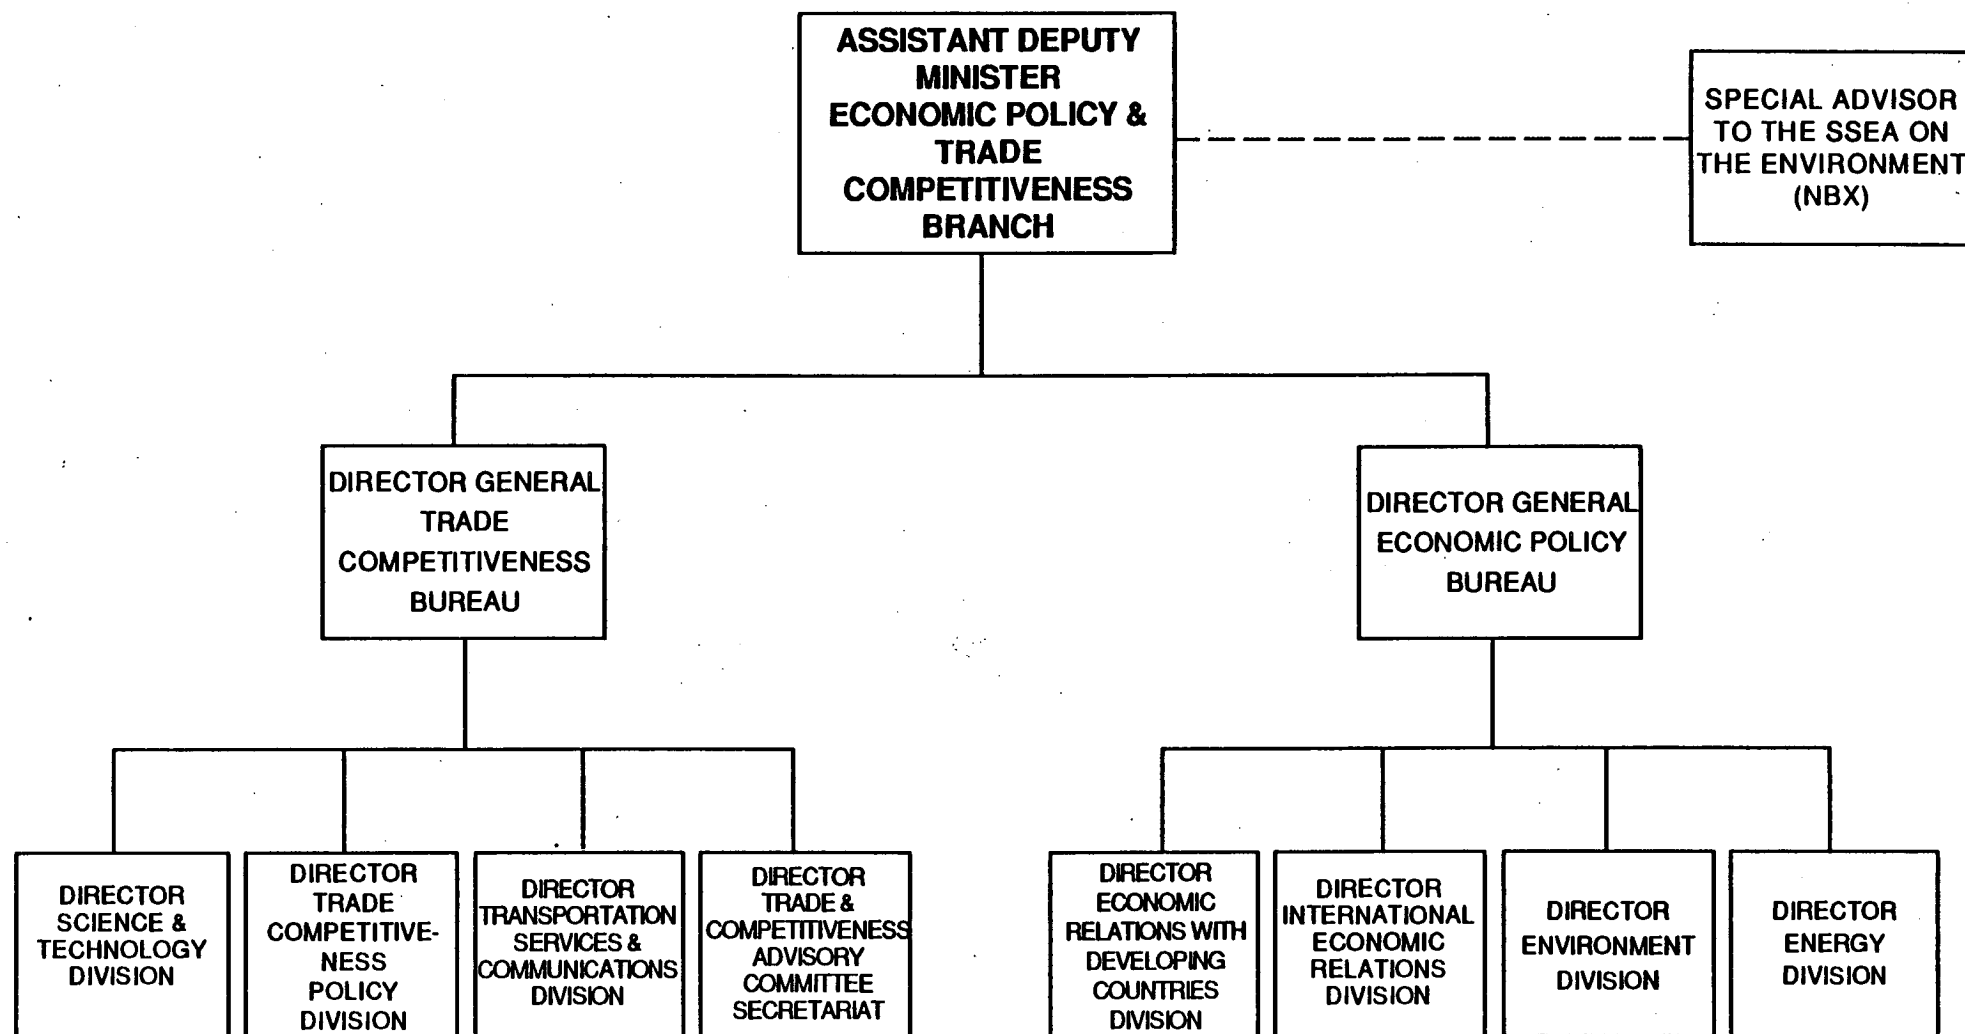 ASSISTANT DEPUTY
MINISTER
ECONOMIC POLICY &
TRADE
COMPETITIVENESS
BRANCH
SPECIAL ADVISOR
TO THE SSEA ON
THE ENVIRONMENT
(NBX)
DIRECTOR GENERAL
TRADE
COMPETITIVENESS
BUREAU
DIRECTOR GENERAL
ECONOMIC POLICY
BUREAU
DIRECTOR
SCIENCE &
TECHNOLOGY
DIVISION
DIRECTOR
TRADE
COMPETITIVE-
NESS
POLICY
DIVISION
DIRECTOR
TRANSPORTATION
SERVICES &
COMMUNICATIONS
DIVISION
DIRECTOR
TRADE &
COMPETITIVENESS
ADVISORY
COMMITTEE
SECRETARIAT
DIRECTOR
ECONOMIC
RELATIONS WITH
DEVELOPING
COUNTRIES
DIVISION
DIRECTOR
INTERNATIONAL
ECONOMIC
RELATIONS
DIVISION
DIRECTOR
ENVIRONMENT
DIVISION
DIRECTOR
ENERGY
DIVISION